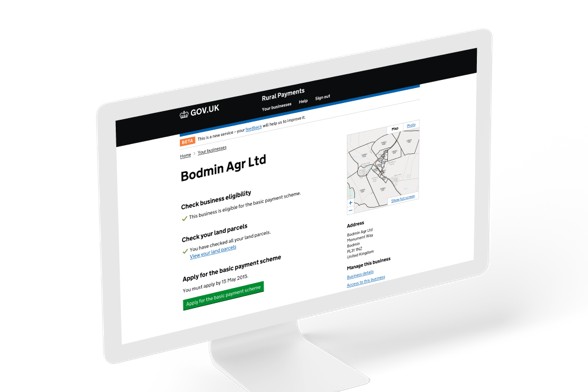 GOV.UK
Rural Payments
Your businesses Help Sign out
BETA This is a new service – your feedback will help us to improve it.
Home Your businesses
Bodmin Agr Ltd
Check business eligibility
This business is eligible for the basic payment scheme.
Check your land parcels
You have checked all your land parcels.
View your land parcels
Apply for the basic payment scheme
You must apply by 15 May 2015.
Apply for the basic payment scheme
Map Photo
+
-
Show full screen
Address
Bodmin Agr Ltd
Monument Way
Bodmin
United Kingdom
Manage this business
Business details
Access to this business